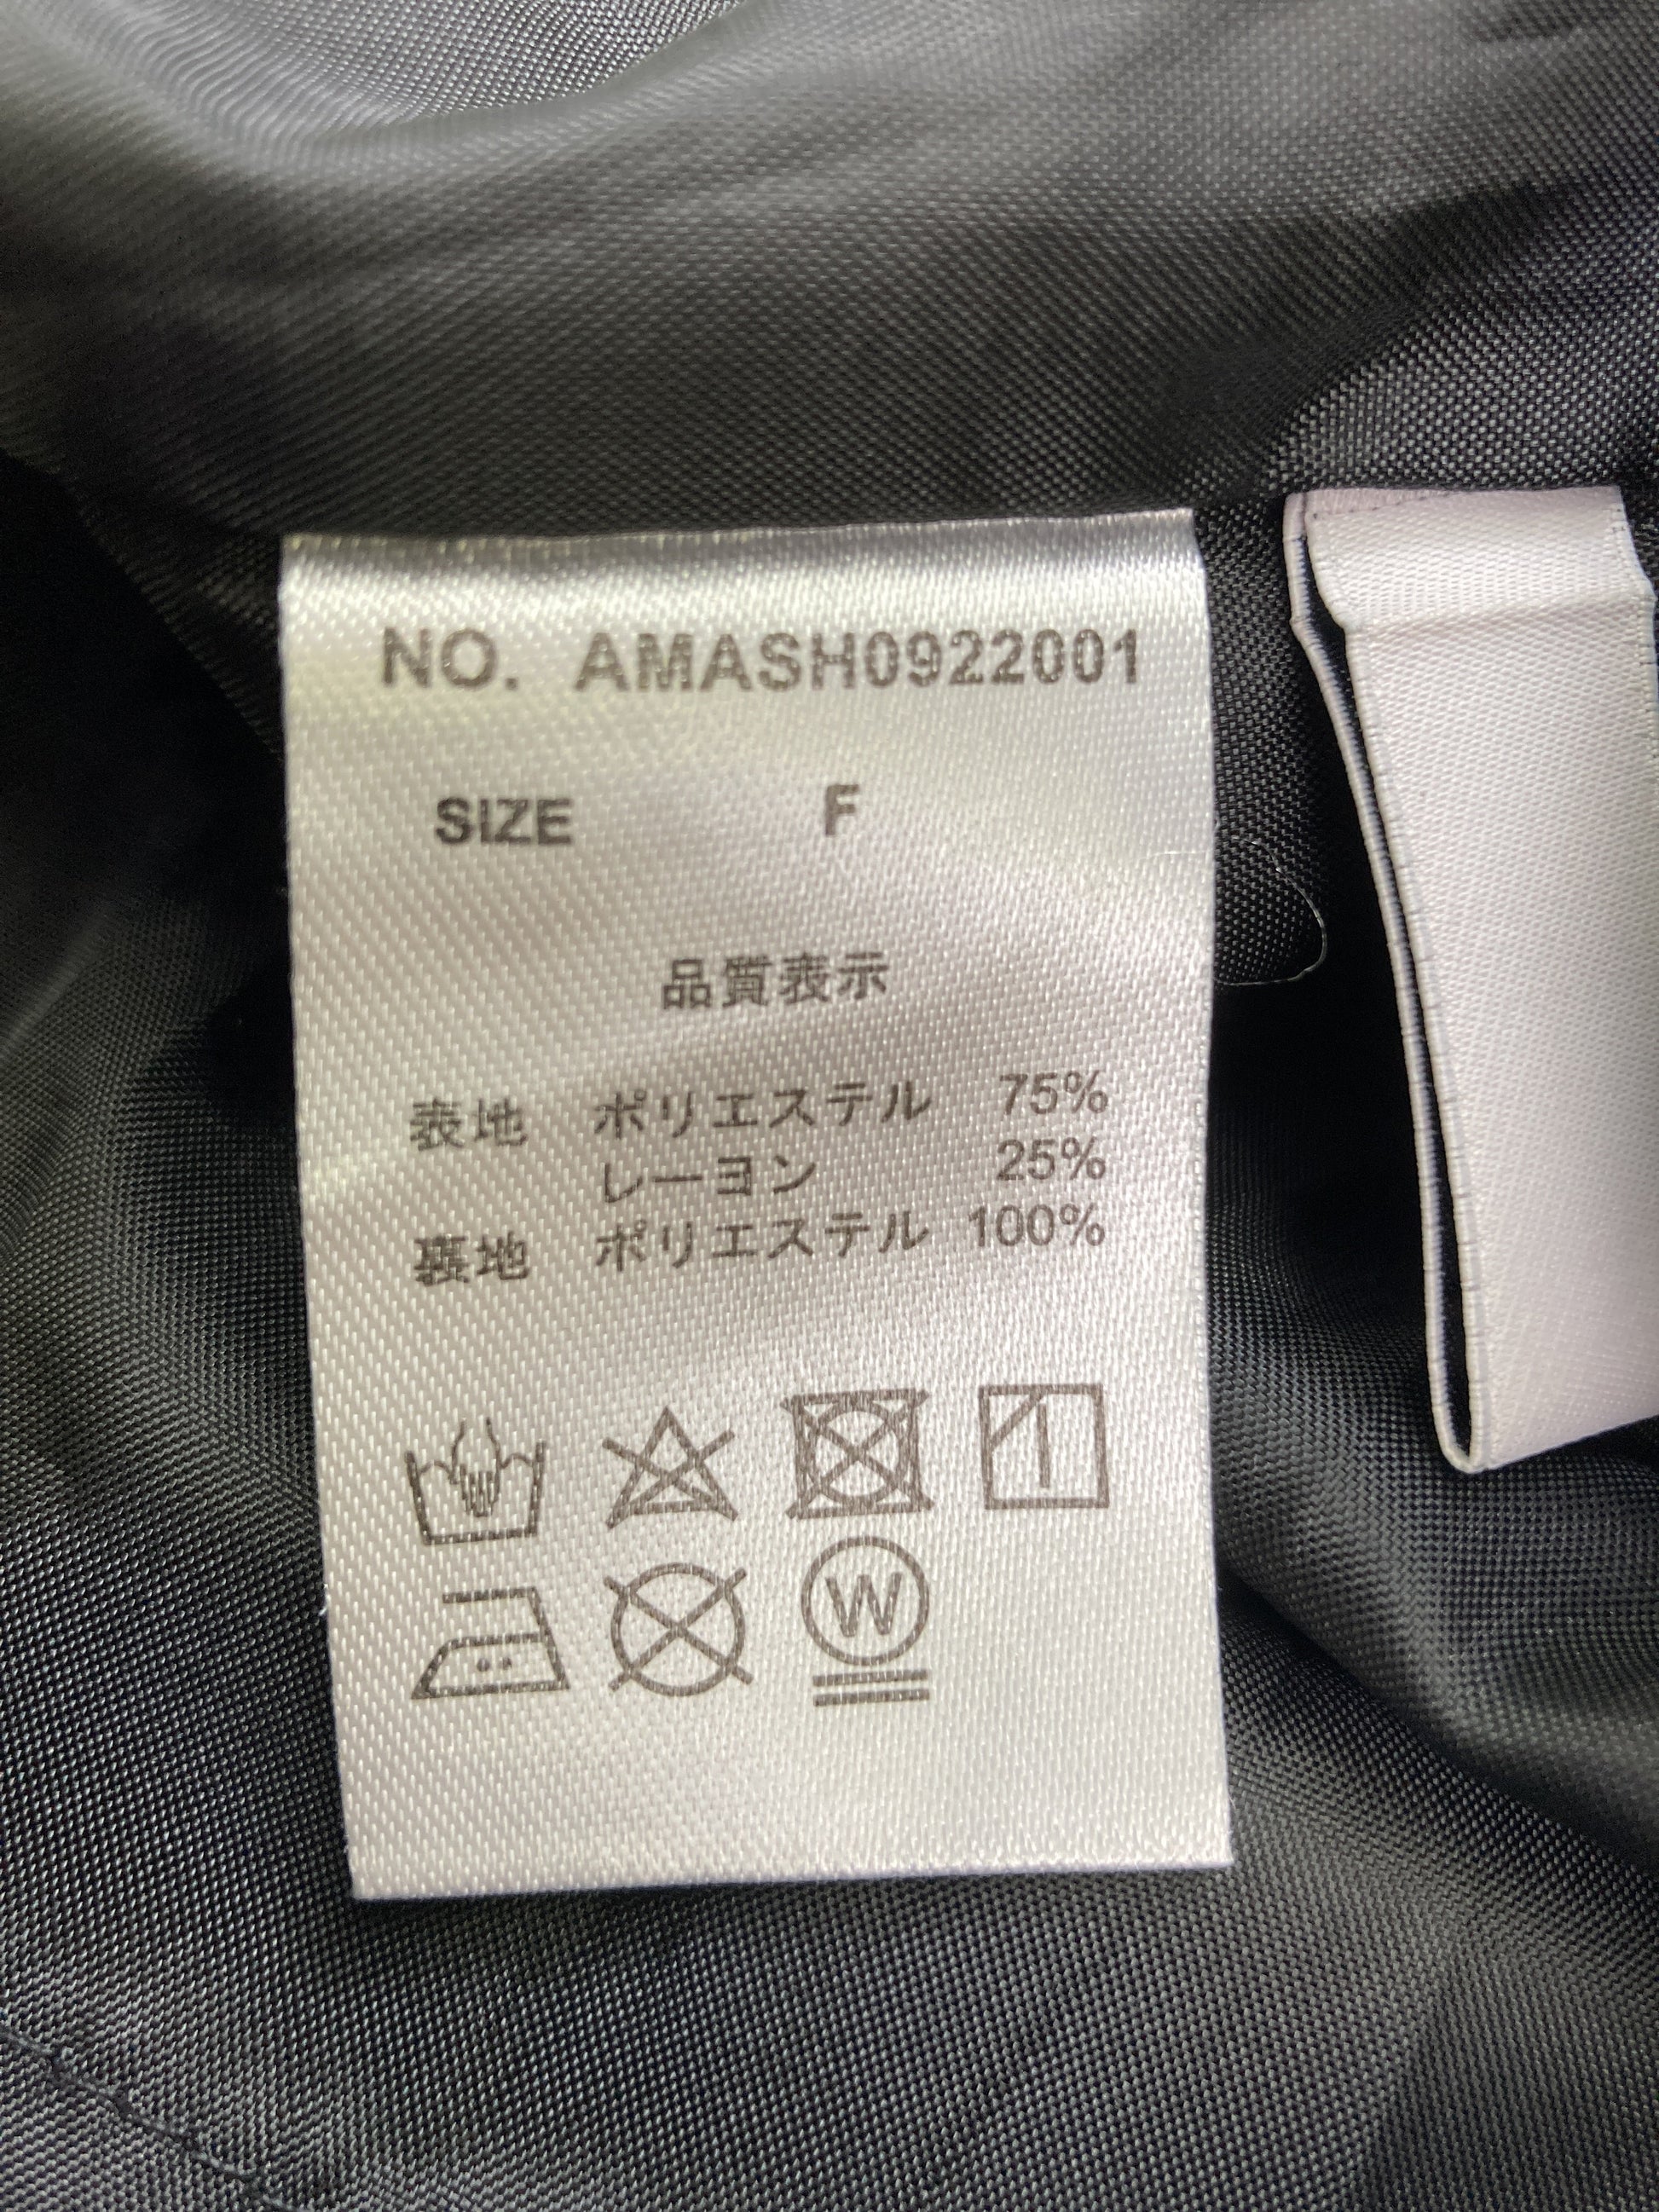 NO. AMASH0922001
SIZE F
品質表示
表地 ポリエステル 75%
レーヨン 25%
裏地 ポリエステル 100%
W